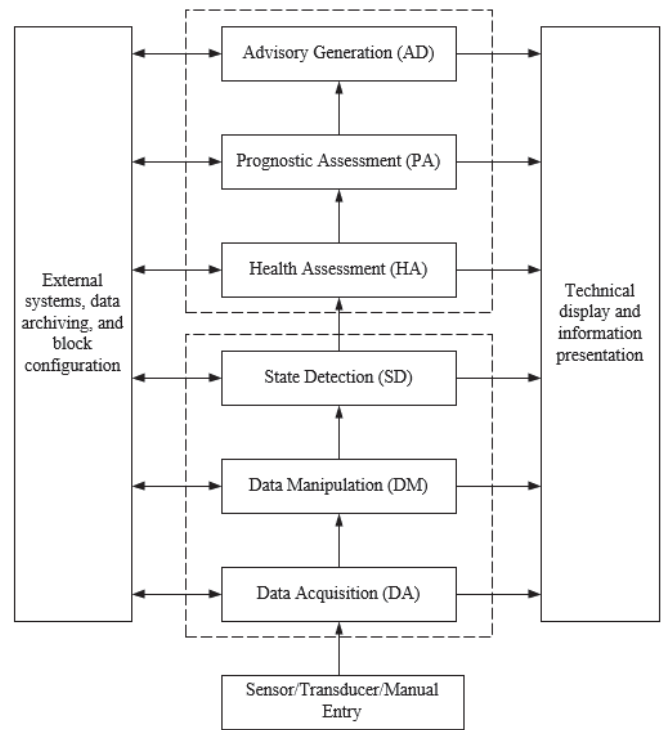 Advisory Generation (AD)
Prognostic Assessment (PA)
Health Assessment (HA)
External
systems, data
archiving, and
block
configuration
Technical
display and
information
presentation
State Detection (SD)
Data Manipulation (DM)
Data Acquisition (DA)
Sensor/Transducer/Manual
Entry